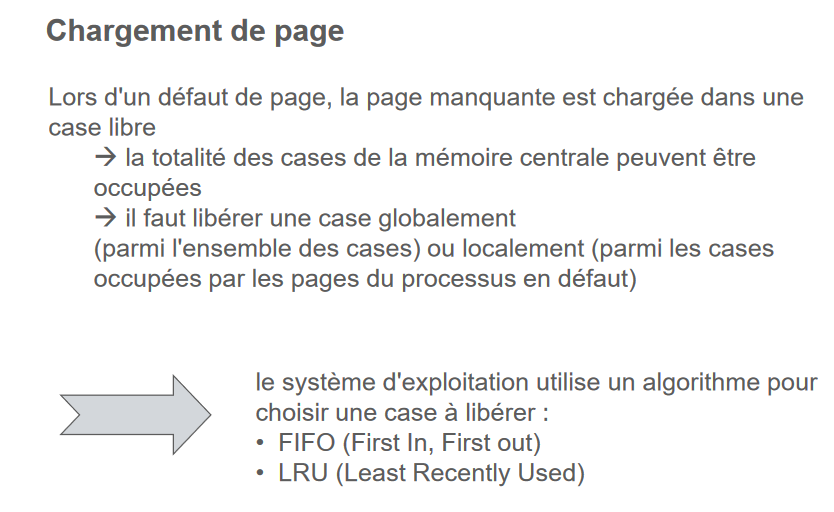 Chargement de page
Lors d'un défaut de page, la page manquante est chargée dans une
case libre
→ la totalité des cases de la mémoire centrale peuvent être
occupées
→ il faut libérer une case globalement
(parmi l'ensemble des cases) ou localement (parmi les cases
occupées par les pages du processus en défaut)
le système d'exploitation utilise un algorithme pour
choisir une case à libérer :
• FIFO (First In, First out)
• LRU (Least Recently Used)